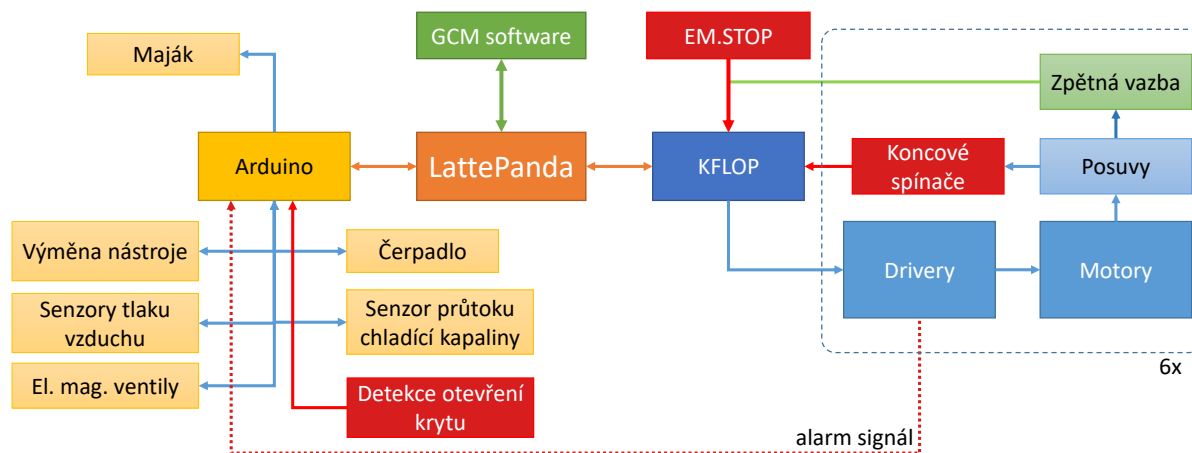 GCM software
EM.STOP
Maják
Zpětná vazba
Arduino
LattePanda
KFLOP
Koncové
spínače
Posuvy
Výměna nástroje
Čerpadlo
Drivery
Motory
Senzory tlaku
vzduchu
Senzor průtoku
chladící kapaliny
6x
El. mag. ventily
Detekce otevření
krytu
alarm signál